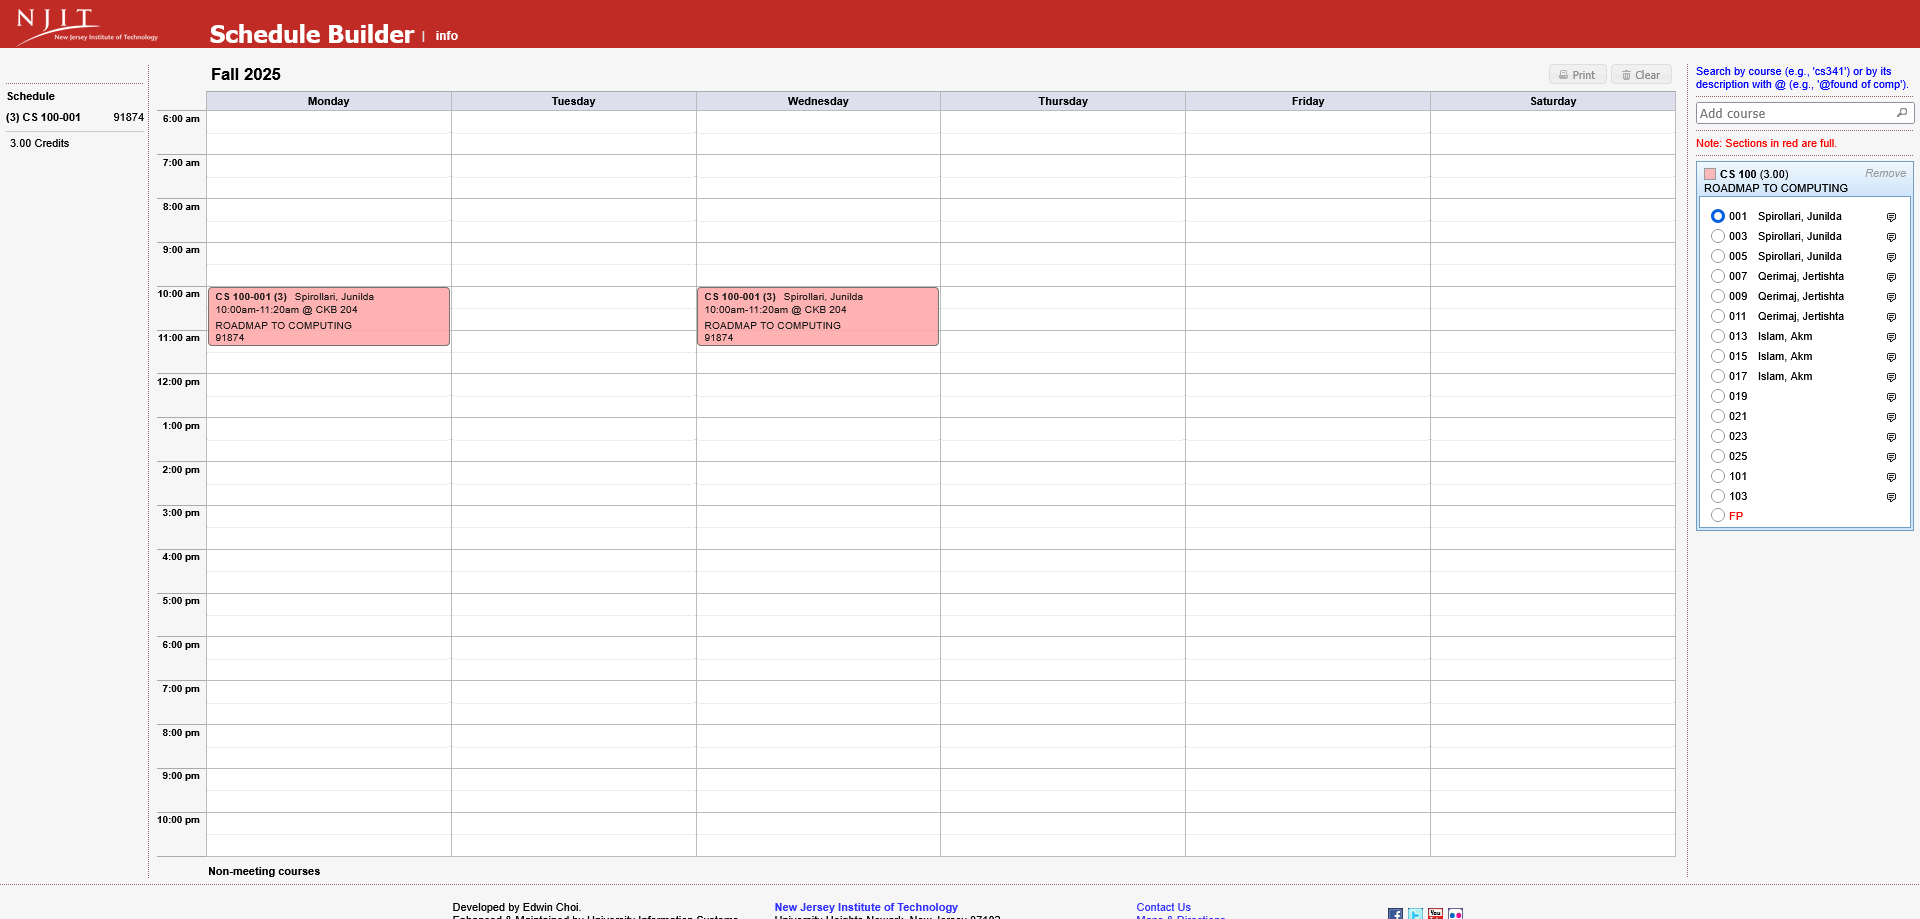 NJIT
New Jersey Institute of Technology
Schedule Builder | info
Schedule
(3) CS 100-001 91874
3.00 Credits
Fall 2025
Print
Clear
Monday Tuesday Wednesday Thursday Friday Saturday
6:00 am
7:00 am
8:00 am
9:00 am
10:00 am
11:00 am
12:00 pm
1:00 pm
2:00 pm
3:00 pm
4:00 pm
5:00 pm
6:00 pm
7:00 pm
8:00 pm
9:00 pm
10:00 pm
CS 100-001 (3) Spirollari, Junilda
10:00am-11:20am @ CKB 204
ROADMAP TO COMPUTING
91874
CS 100-001 (3) Spirollari, Junilda
10:00am-11:20am @ CKB 204
ROADMAP TO COMPUTING
91874
Non-meeting courses
Search by course (e.g., 'cs341') or by its
description with @ (e.g., '@found of comp').
Add course
Note: Sections in red are full.
CS 100 (3.00) Remove
ROADMAP TO COMPUTING
001 Spirollari, Junilda
003 Spirollari, Junilda
005 Spirollari, Junilda
007 Qerimaj, Jertishta
009 Qerimaj, Jertishta
011 Qerimaj, Jertishta
013 Islam, Akm
015 Islam, Akm
017 Islam, Akm
019
021
023
025
101
103
FP
Developed by Edwin Choi.
Enhanced & Maintained by University Information Systems
New Jersey Institute of Technology
University Heights Newark, New Jersey 07102
Contact Us
Maps & Directions
You